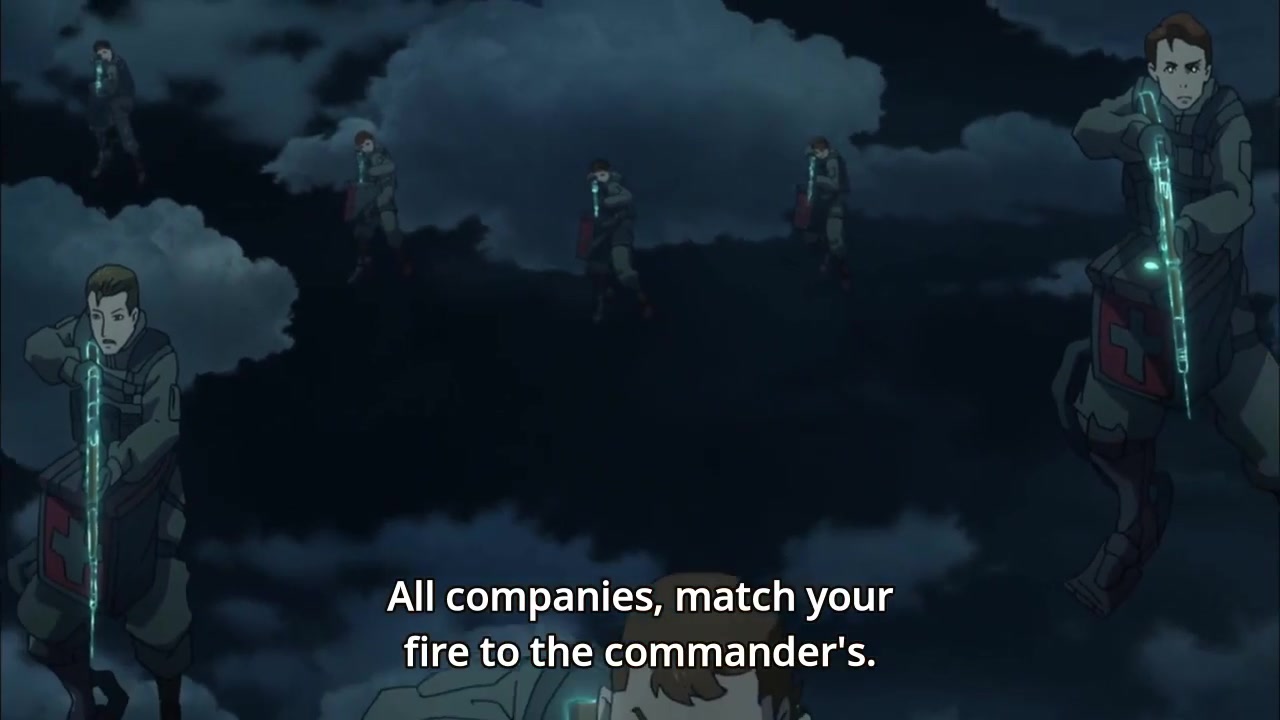 All companies, match your
fire to the commander's.